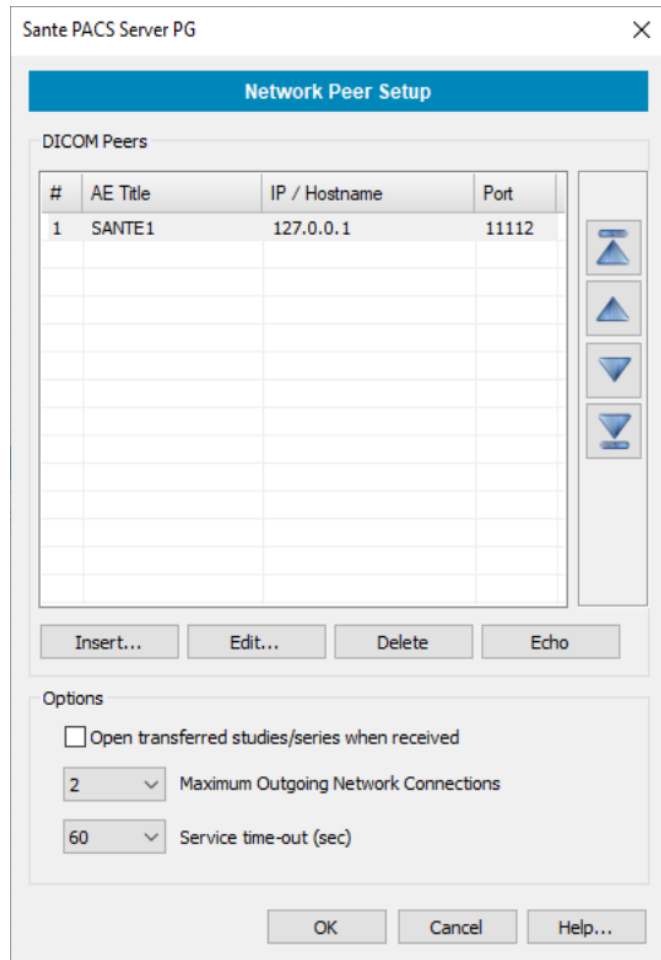 Sante PACS Server PG
Network Peer Setup
DICOM Peers
# AE Title IP / Hostname Port
1 SANTE1 127.0.0.1 11112
Insert... Edit... Delete Echo
Options
Open transferred studies/series when received
2 Maximum Outgoing Network Connections
60 Service time-out (sec)
OK Cancel Help...